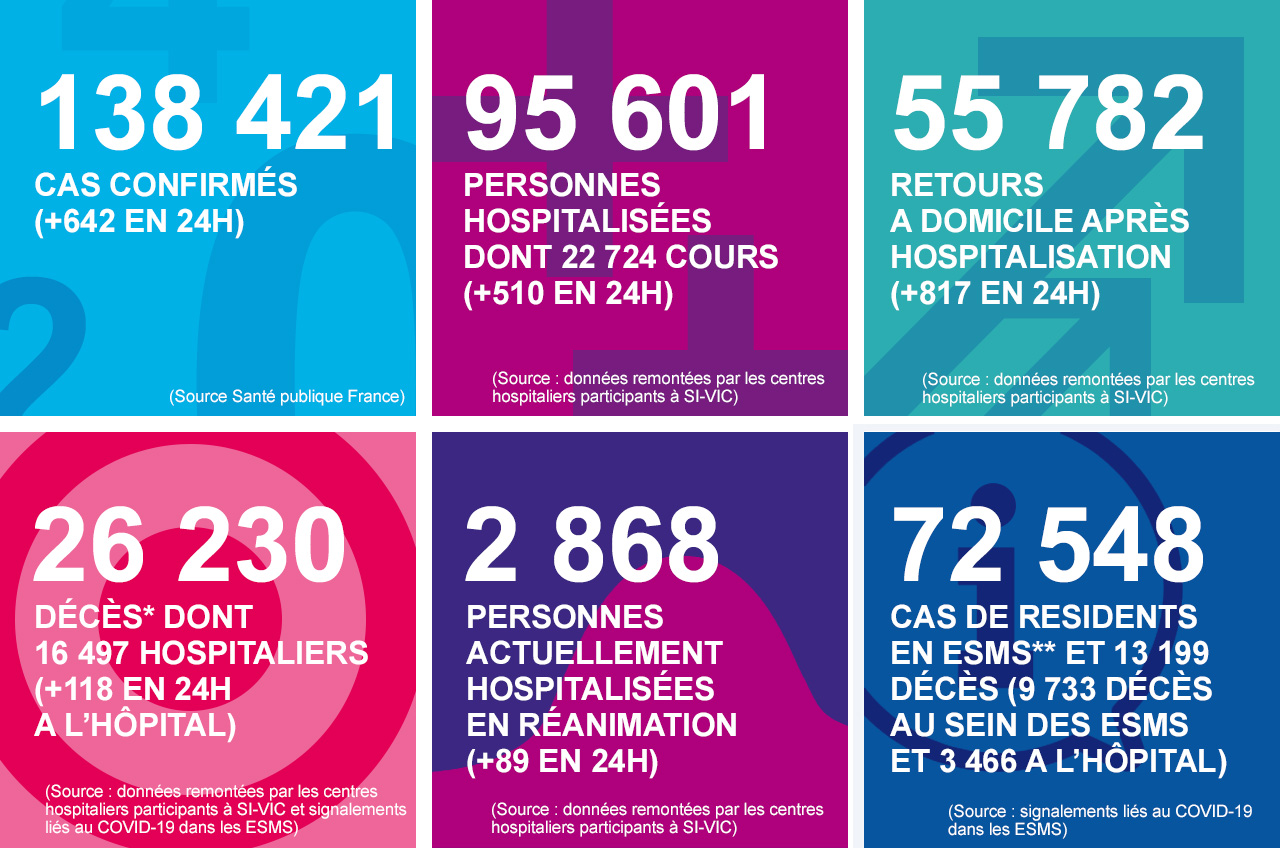 138 421
CAS CONFIRMÉS
(+642 EN 24H)
(Source Santé publique France)
95 601
PERSONNES
HOSPITALISÉES
DONT 22 724 COURS
(+510 EN 24H)
(Source : données remontées par les centres
hospitaliers participants à SI-VIC)
55 782
RETOURS
A DOMICILE APRÈS
HOSPITALISATION
(+817 EN 24H)
(Source : données remontées par les centres
hospitaliers participants à SI-VIC)
26 230
DÉCÈS* DONT
16 497 HOSPITALIERS
(+118 EN 24H
A L’HÔPITAL)
(Source : données remontées par les centres
hospitaliers participants à SI-VIC et signalements
liés au COVID-19 dans les ESMS)
2 868
PERSONNES
ACTUELLEMENT
HOSPITALISÉES
EN RÉANIMATION
(+89 EN 24H)
(Source : données remontées par les centres
hospitaliers participants à SI-VIC)
72 548
CAS DE RESIDENTS
EN ESMS** ET 13 199
DÉCÈS (9 733 DÉCÈS
AU SEIN DES ESMS
ET 3 466 A L’HÔPITAL)
(Source : signalements liés au COVID-19
dans les ESMS)